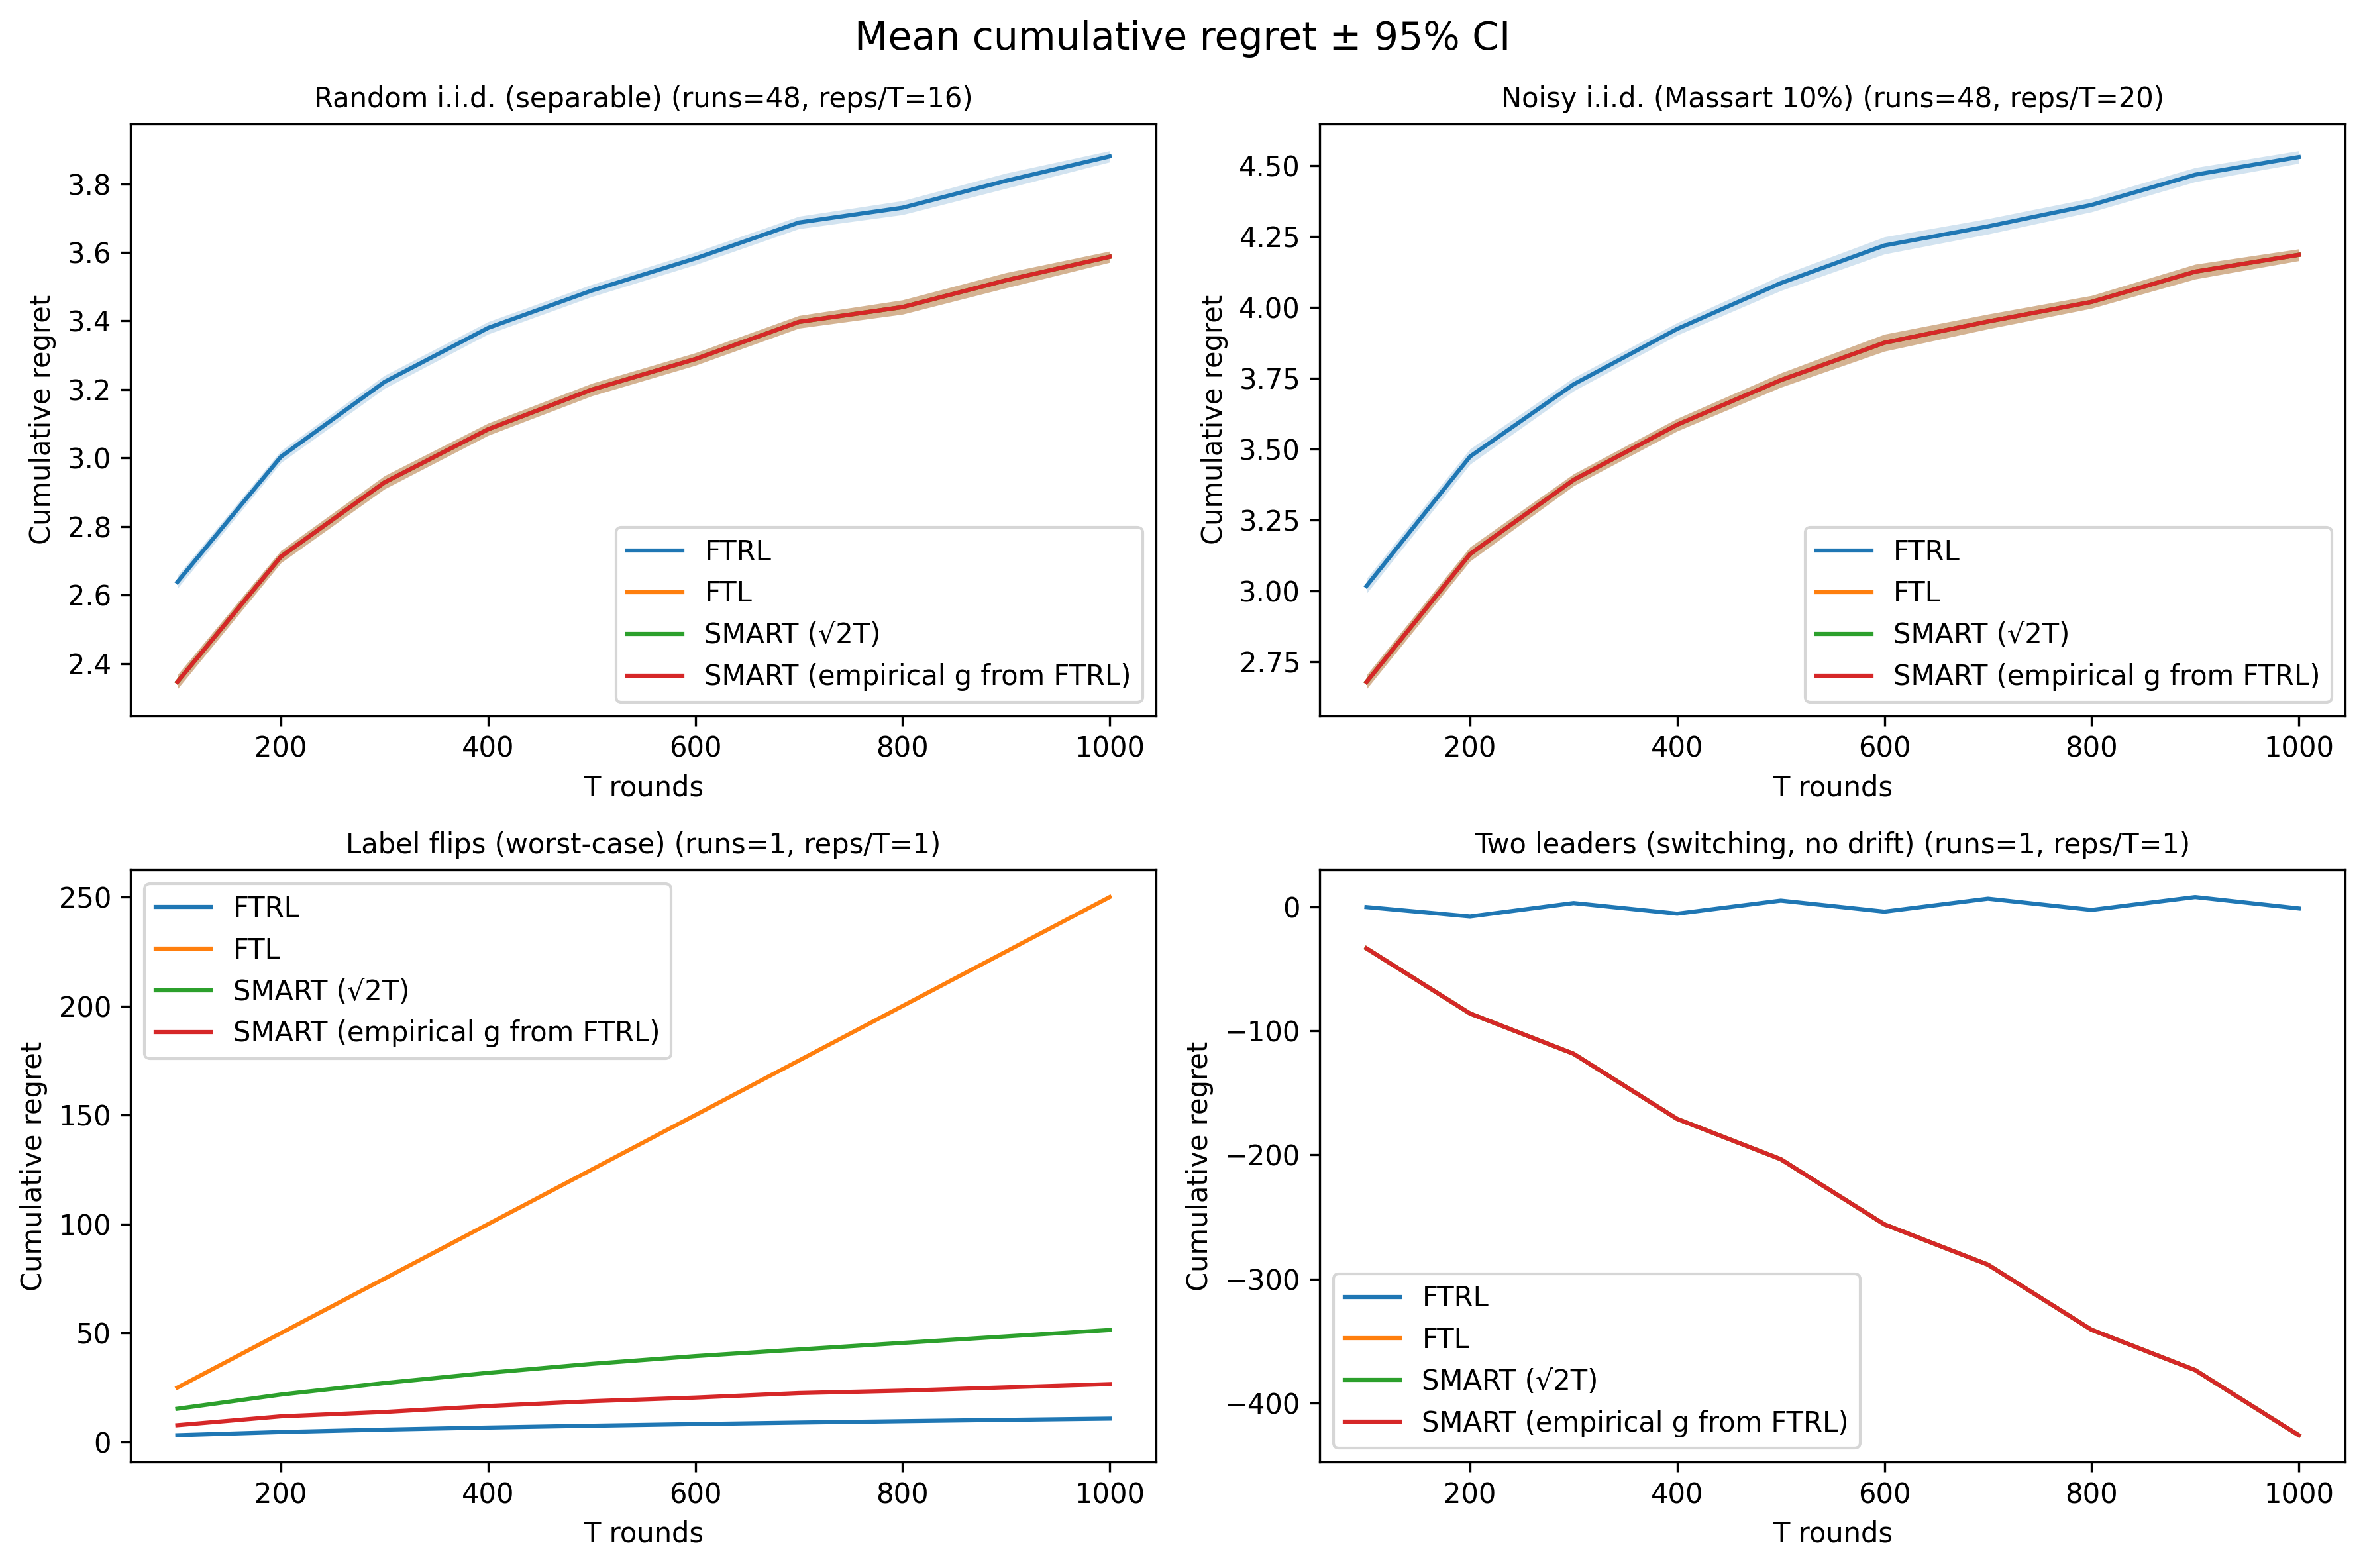 Mean cumulative regret ± 95% CI
Random i.i.d. (separable) (runs=48, reps/T=16)
Cumulative regret
3.8
3.6
3.4
3.2
3.0
2.8
2.6
2.4
FTRL
FTL
SMART (√2T)
SMART (empirical g from FTRL)
200 400 600 800 1000
T rounds
Noisy i.i.d. (Massart 10%) (runs=48, reps/T=20)
Cumulative regret
4.50
4.25
4.00
3.75
3.50
3.25
3.00
2.75
FTRL
FTL
SMART (√2T)
SMART (empirical g from FTRL)
200 400 600 800 1000
T rounds
Label flips (worst-case) (runs=1, reps/T=1)
Cumulative regret
250
200
150
100
50
0
FTRL
FTL
SMART (√2T)
SMART (empirical g from FTRL)
200 400 600 800 1000
T rounds
Two leaders (switching, no drift) (runs=1, reps/T=1)
Cumulative regret
0
−100
−200
−300
−400
FTRL
FTL
SMART (√2T)
SMART (empirical g from FTRL)
200 400 600 800 1000
T rounds